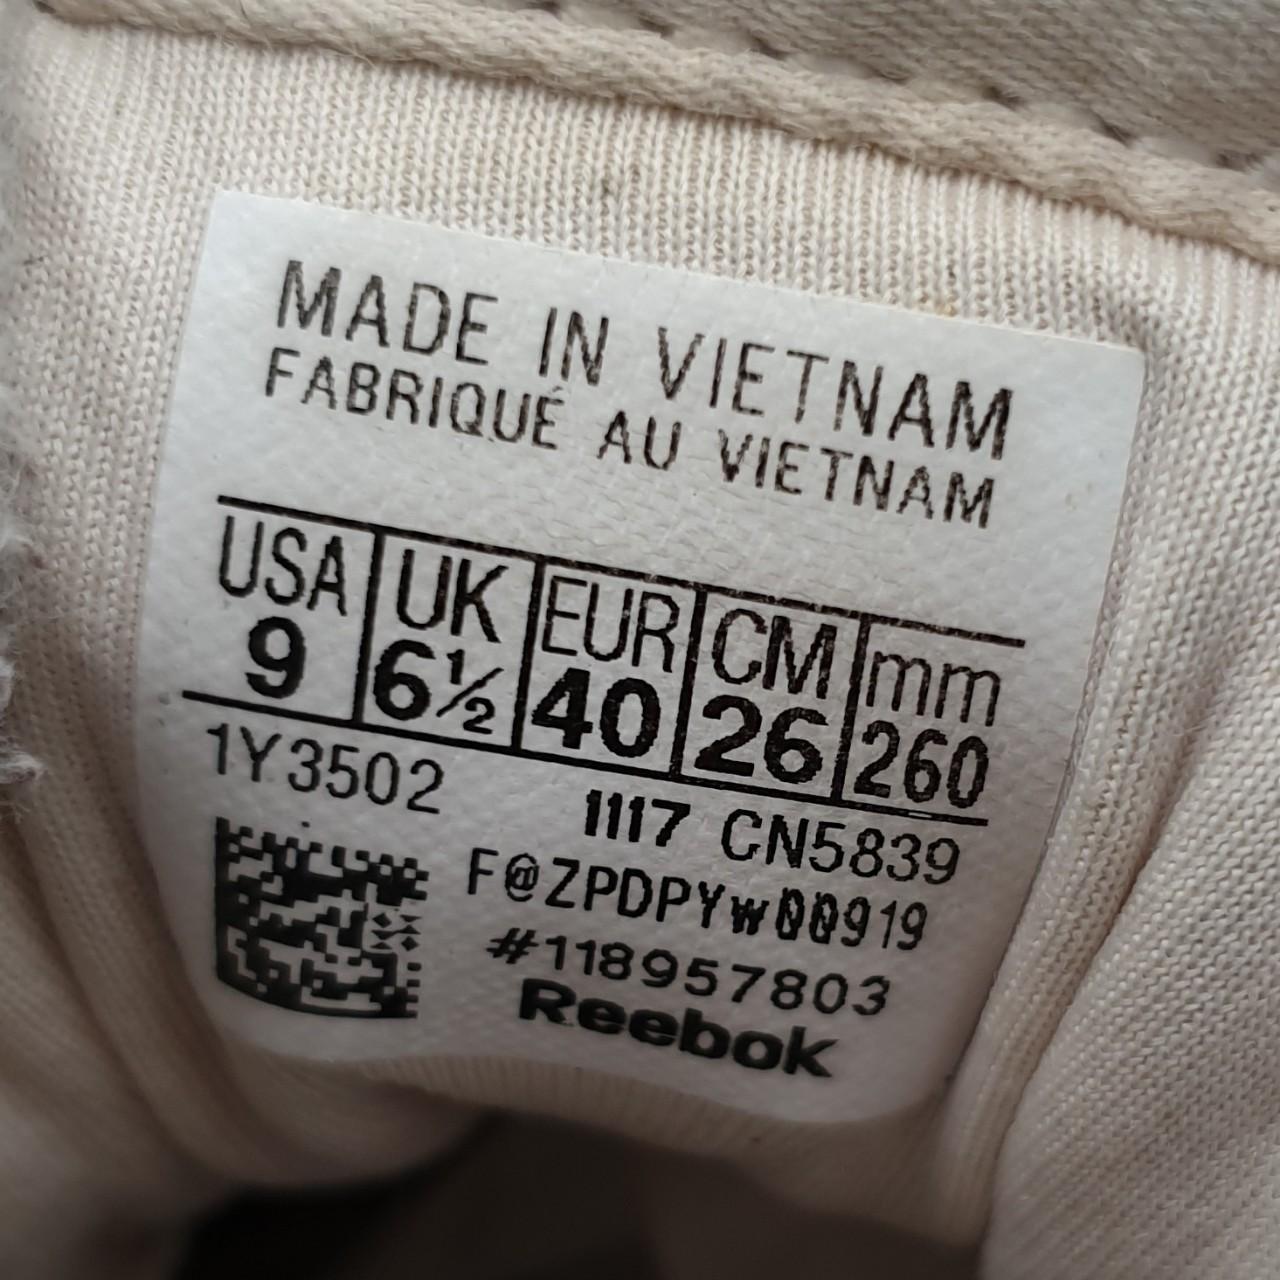 MADE IN VIETNAM
FABRIQUÉ AU VIETNAM
USA UK EUR CM mm
9 6½ 40 26 260
1Y3502
1117 CN5839
F@ZPDPYw00919
#118957803
Reebok